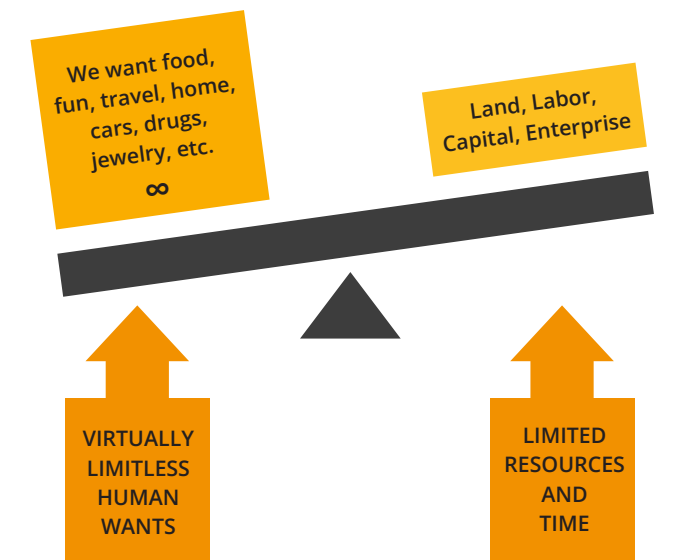 We want food,
fun, travel, home,
cars, drugs,
jewelry, etc.
∞
Land, Labor,
Capital, Enterprise
VIRTUALLY
LIMITLESS
HUMAN
WANTS
LIMITED
RESOURCES
AND
TIME